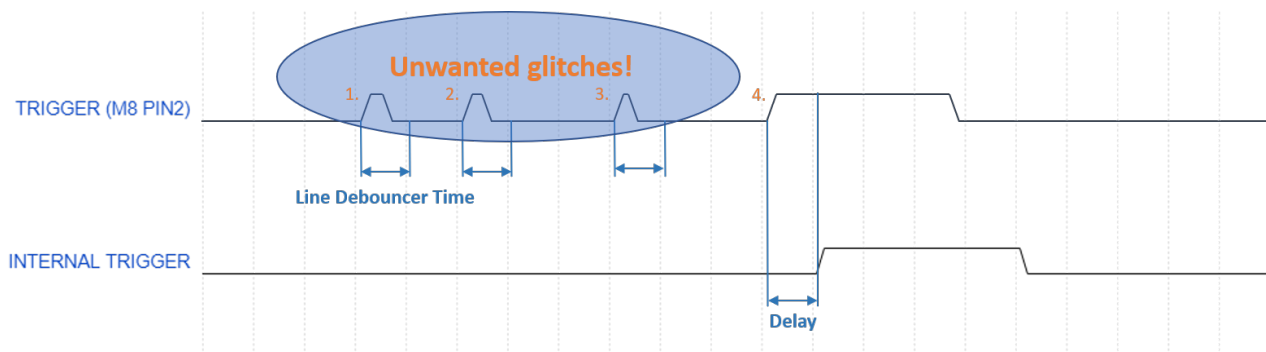 Unwanted glitches!
1.
2.
3.
4.
TRIGGER (M8 PIN2)
Line Debouncer Time
INTERNAL TRIGGER
Delay